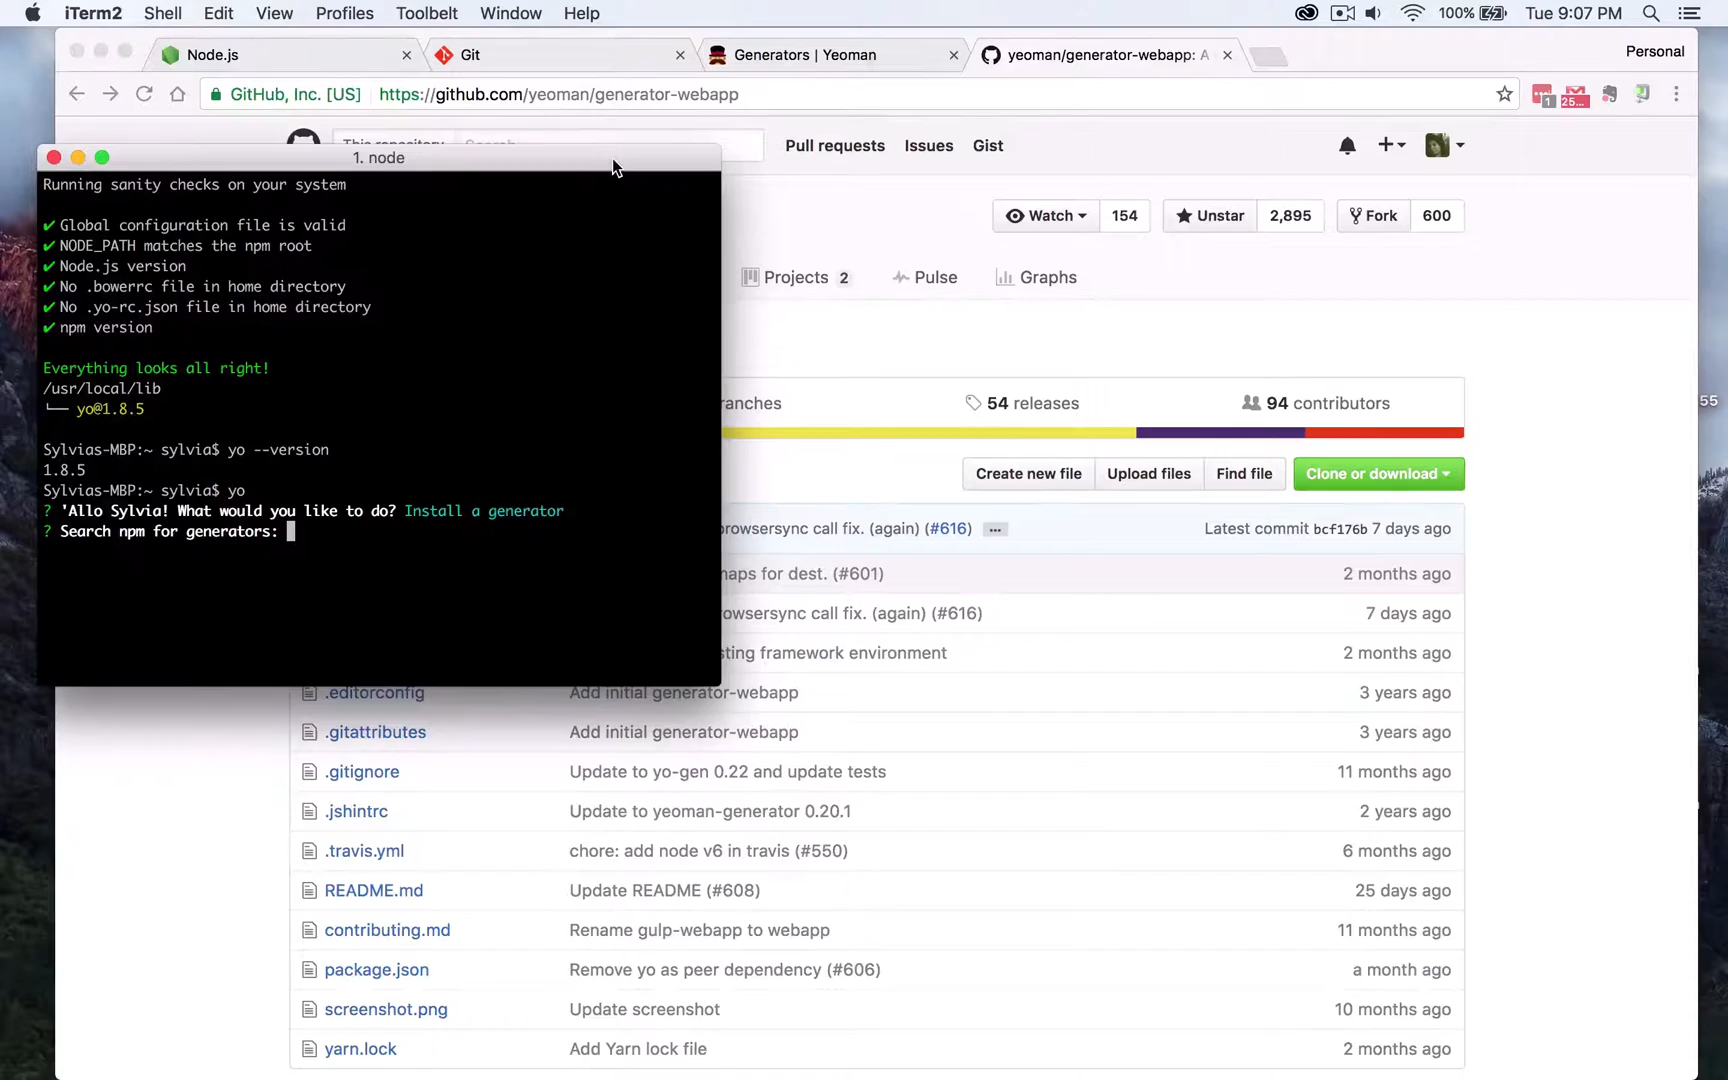 iTerm2 Shell Edit View Profiles Toolbelt Window Help 100% Tue 9:07 PM
Node.js Git Generators | Yeoman yeoman/generator-webapp: A Personal
GitHub, Inc. [US] https://github.com/yeoman/generator-webapp 1 25...
This repository Search Pull requests Issues Gist
1. node
Running sanity checks on your system
✔ Global configuration file is valid
✔ NODE_PATH matches the npm root
✔ Node.js version
✔ No .bowerrc file in home directory
✔ No .yo-rc.json file in home directory
✔ npm version
Everything looks all right!
/usr/local/lib
└── yo@1.8.5
Sylvias-MBP:~ sylvia$ yo --version
1.8.5
Sylvias-MBP:~ sylvia$ yo
? 'Allo Sylvia! What would you like to do? Install a generator
? Search npm for generators:
Watch 154 Unstar 2,895 Fork 600
Projects 2 Pulse Graphs
ranches 54 releases 94 contributors
55
Create new file Upload files Find file Clone or download
rowsersync call fix. (again) (#616) ... Latest commit bcf176b 7 days ago
maps for dest. (#601) 2 months ago
owsersync call fix. (again) (#616) 7 days ago
sting framework environment 2 months ago
.editorconfig Add initial generator-webapp 3 years ago
.gitattributes Add initial generator-webapp 3 years ago
.gitignore Update to yo-gen 0.22 and update tests 11 months ago
.jshintrc Update to yeoman-generator 0.20.1 2 years ago
.travis.yml chore: add node v6 in travis (#550) 6 months ago
README.md Update README (#608) 25 days ago
contributing.md Rename gulp-webapp to webapp 11 months ago
package.json Remove yo as peer dependency (#606) a month ago
screenshot.png Update screenshot 10 months ago
yarn.lock Add Yarn lock file 2 months ago